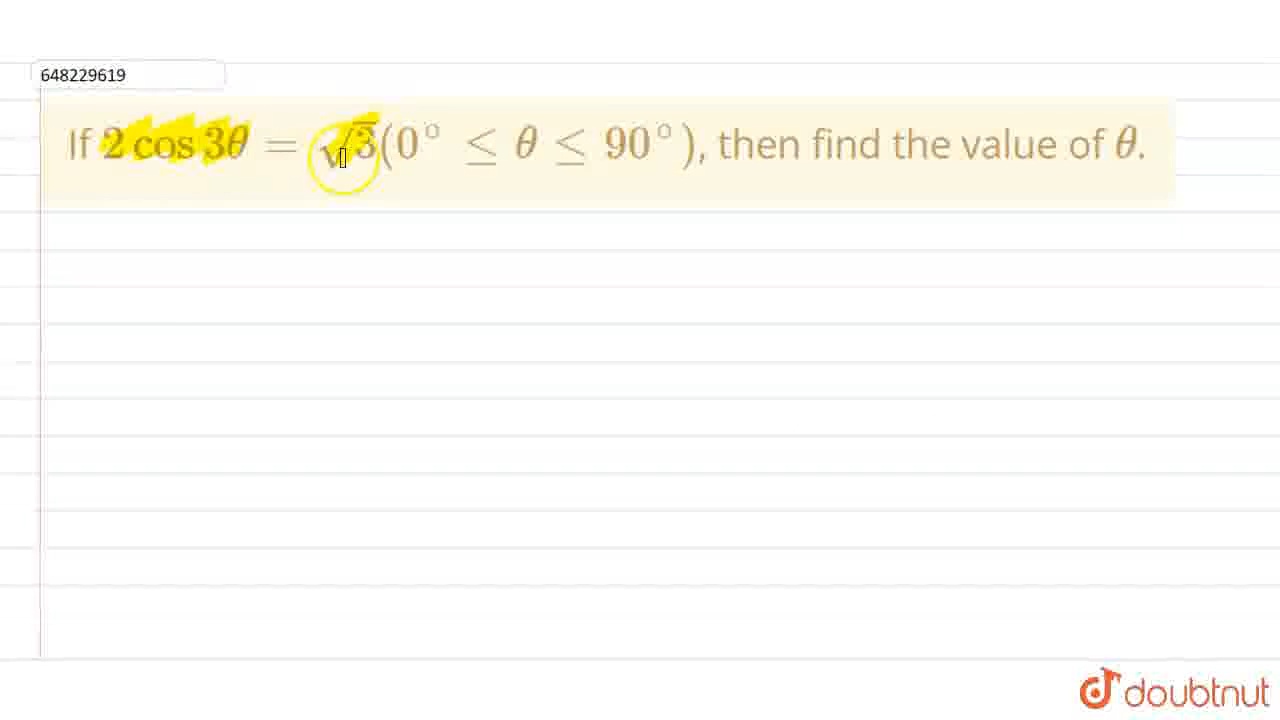 648229619
If 2 cos 3θ = √3(0° ≤ θ ≤ 90°), then find the value of θ.
doubtnut